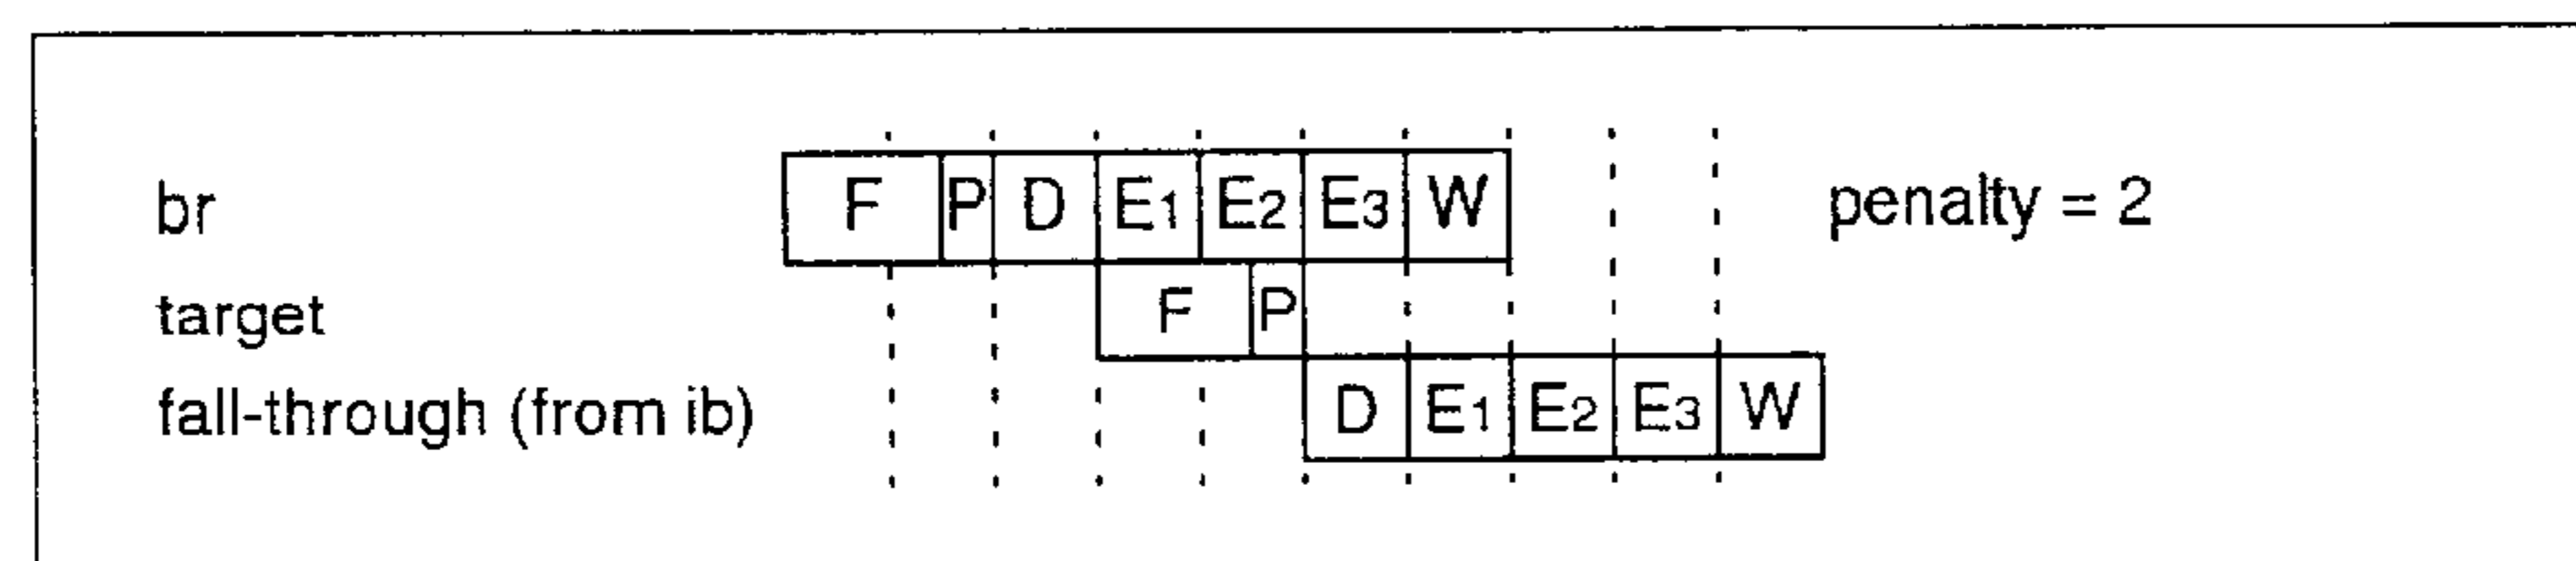 br F P D E1 E2 E3 W penalty = 2
target F P
fall-through (from ib) D E1 E2 E3 W